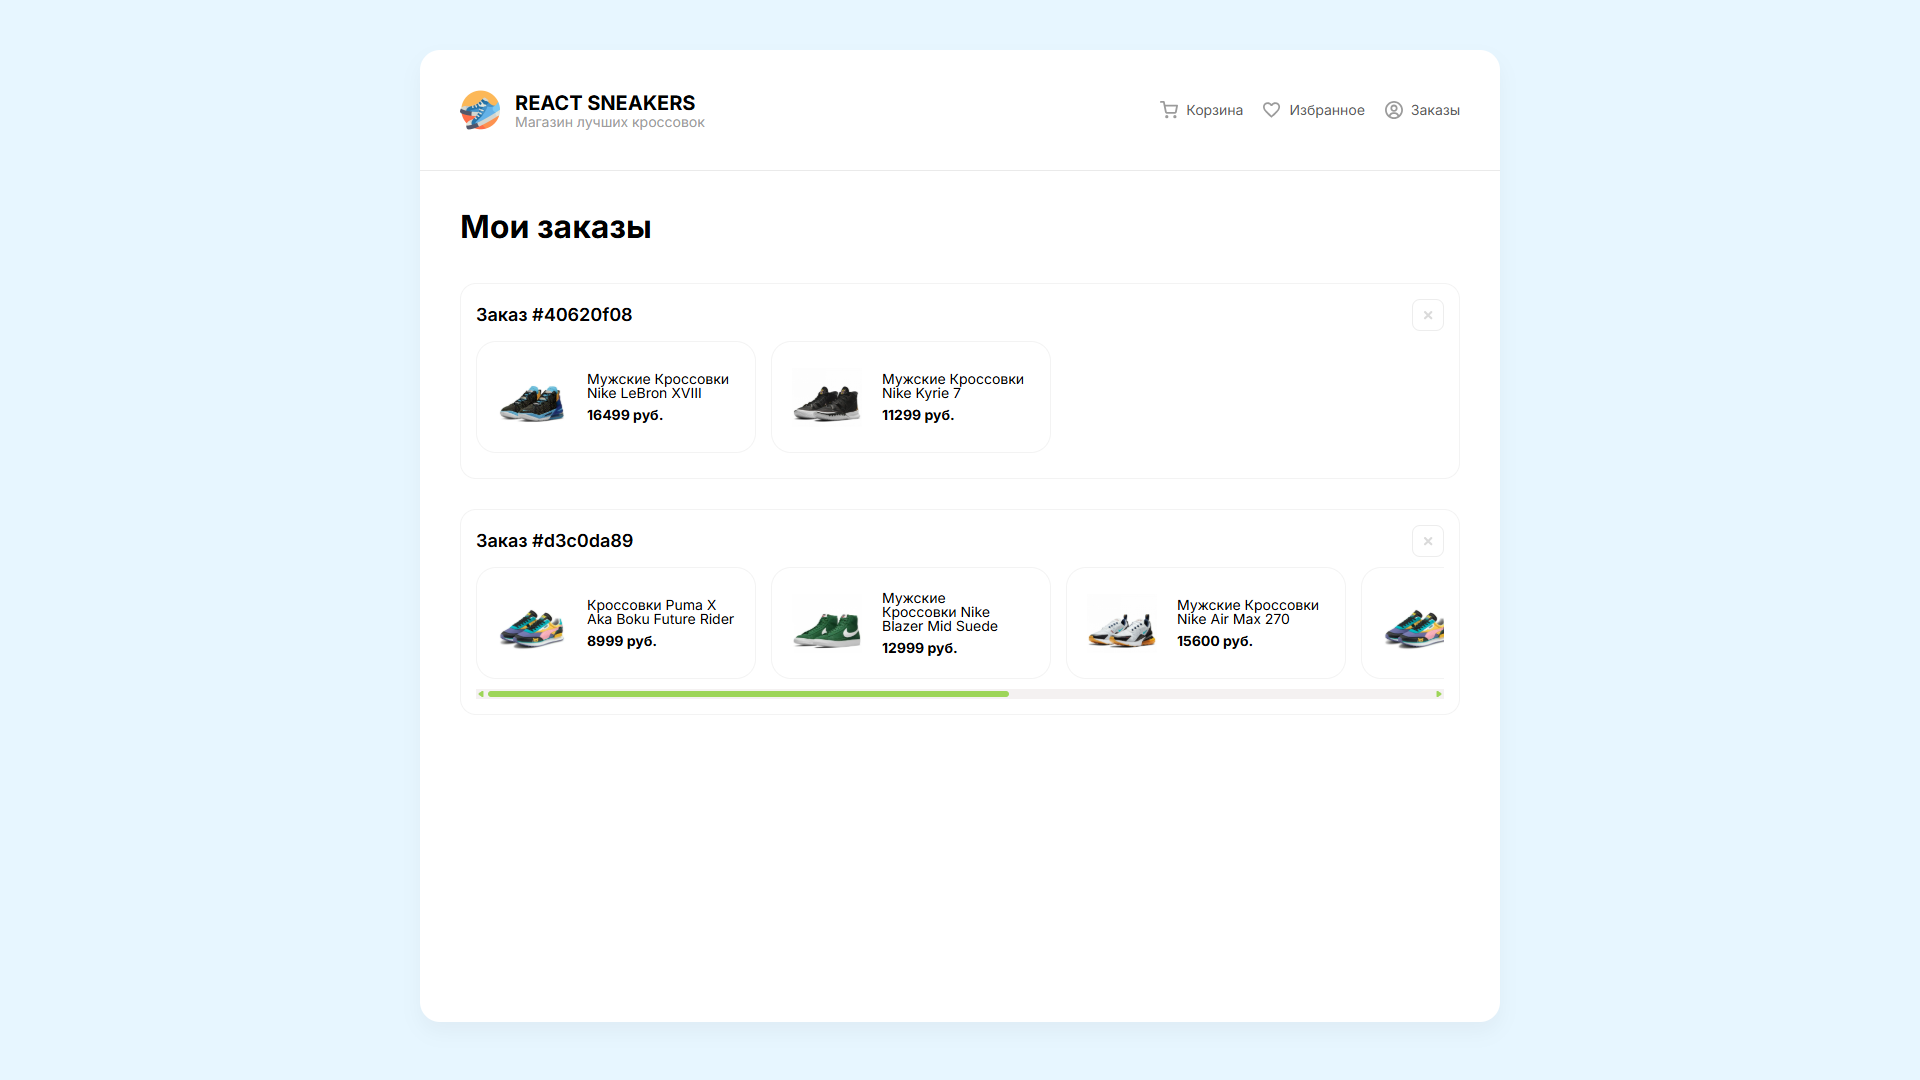 REACT SNEAKERS
Магазин лучших кроссовок
Корзина
Избранное
Заказы
Мои заказы
Заказ #40620f08
Мужские Кроссовки
Nike LeBron XVIII
16499 руб.
Мужские Кроссовки
Nike Kyrie 7
11299 руб.
Заказ #d3c0da89
Кроссовки Puma X
Aka Boku Future Rider
8999 руб.
Мужские
Кроссовки Nike
Blazer Mid Suede
12999 руб.
Мужские Кроссовки
Nike Air Max 270
15600 руб.